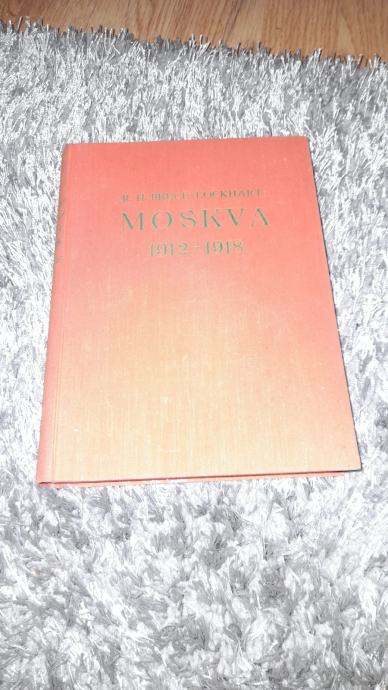 R. H. BRUCE LOCKHART
MOSKVA
1912-1918